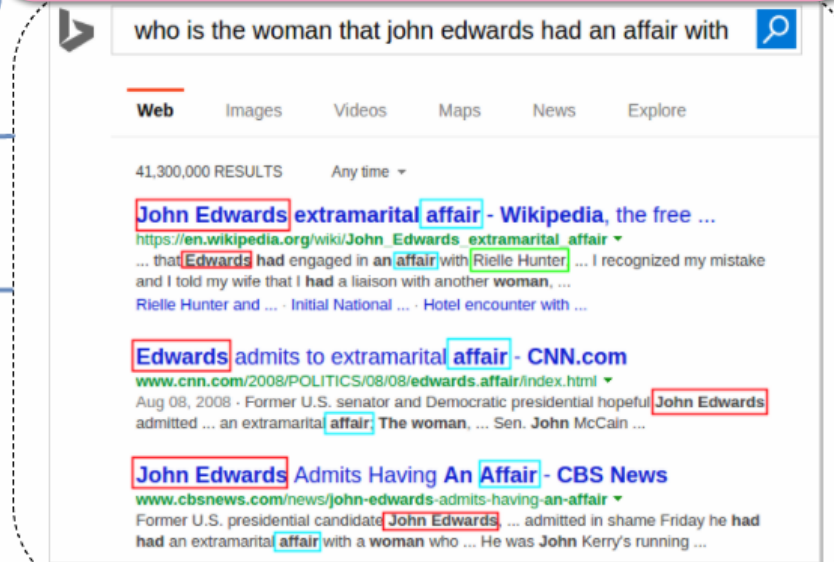 who is the woman that john edwards had an affair with
Web Images Videos Maps News Explore
41,300,000 RESULTS Any time
John Edwards extramarital affair - Wikipedia, the free ...
https://en.wikipedia.org/wiki/John_Edwards_extramarital_affair
... that Edwards had engaged in an affair with Rielle Hunter. ... I recognized my mistake
and I told my wife that I had a liaison with another woman, ...
Rielle Hunter and ... · Initial National ... · Hotel encounter with ...
Edwards admits to extramarital affair - CNN.com
www.cnn.com/2008/POLITICS/08/08/edwards.affair/index.html
Aug 08, 2008 · Former U.S. senator and Democratic presidential hopeful John Edwards
admitted ... an extramarital affair; The woman, ... Sen. John McCain ...
John Edwards Admits Having An Affair - CBS News
www.cbsnews.com/news/john-edwards-admits-having-an-affair
Former U.S. presidential candidate John Edwards, ... admitted in shame Friday he had
had an extramarital affair with a woman who ... He was John Kerry's running ...